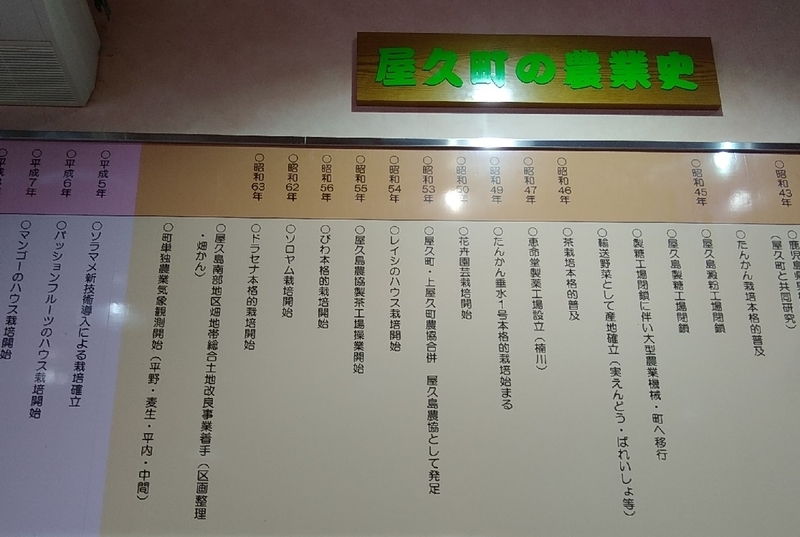 屋久町の農業史
○昭和43年
(屋久町と共同研究)
○たんかん栽培本格的普及
○昭和45年
○屋久島澱粉工場閉鎖
○屋久島製糖工場閉鎖
○製糖工場閉鎖に伴い大型農業機械・町へ移行
○輸送野菜として産地確立(実えんどう・ばれいしょ等)
○昭和46年
○茶栽培本格的普及
○昭和47年
○恵命堂製薬工場設立(楠川)
○昭和49年
○たんかん垂水1号本格的栽培始まる
○昭和50年
○花卉園芸栽培開始
○昭和53年
○屋久町・上屋久町農協合併 屋久島農協として発足
○昭和54年
○レイシのハウス栽培開始
○昭和55年
○屋久島農協製茶工場操業開始
○昭和56年
○びわ本格的栽培開始
○昭和62年
○ソロヤム栽培開始
○昭和63年
○ドラセナ本格的栽培開始
○屋久島南部地区畑地帯総合土地改良事業着手(区画整理
・畑かん)
○町単独農業気象観測開始(平野・麦生・平内・中間)
○平成5年
○ソラマメ新技術導入による栽培確立
○平成6年
○パッションフルーツのハウス栽培開始
○平成7年
○マンゴーのハウス栽培開始